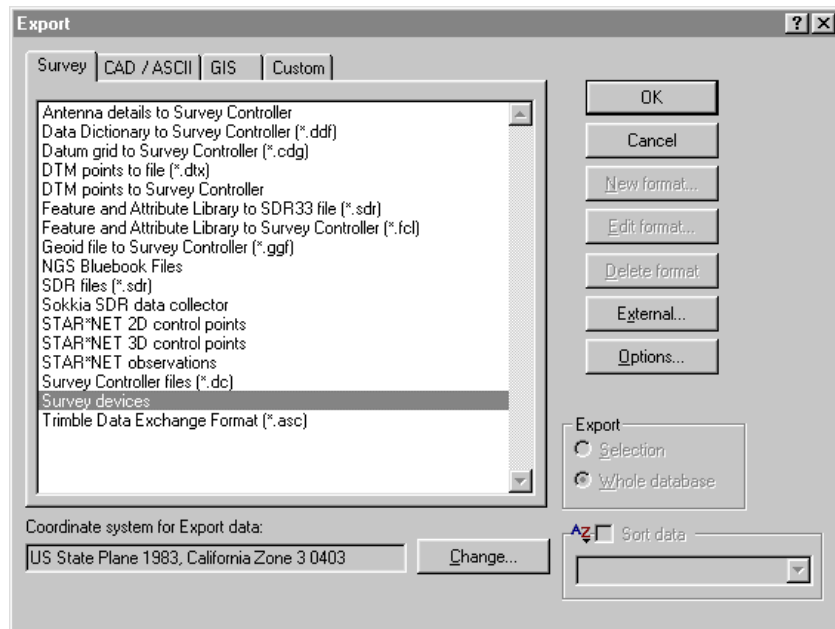 Export
Survey
CAD / ASCII
GIS
Custom
Antenna details to Survey Controller
Data Dictionary to Survey Controller (*.ddf)
Datum grid to Survey Controller (*.cdg)
DTM points to file (*.dtx)
DTM points to Survey Controller
Feature and Attribute Library to SDR33 file (*.sdr)
Feature and Attribute Library to Survey Controller (*.fcl)
Geoid file to Survey Controller (*.ggf)
NGS Bluebook Files
SDR files (*.sdr)
Sokkia SDR data collector
STAR*NET 2D control points
STAR*NET 3D control points
STAR*NET observations
Survey Controller files (*.dc)
Survey devices
Trimble Data Exchange Format (*.asc)
OK
Cancel
New format...
Edit format...
Delete format
External...
Options...
Export
Selection
Whole database
Coordinate system for Export data:
US State Plane 1983, California Zone 3 0403
Change...
AZ
Sort data